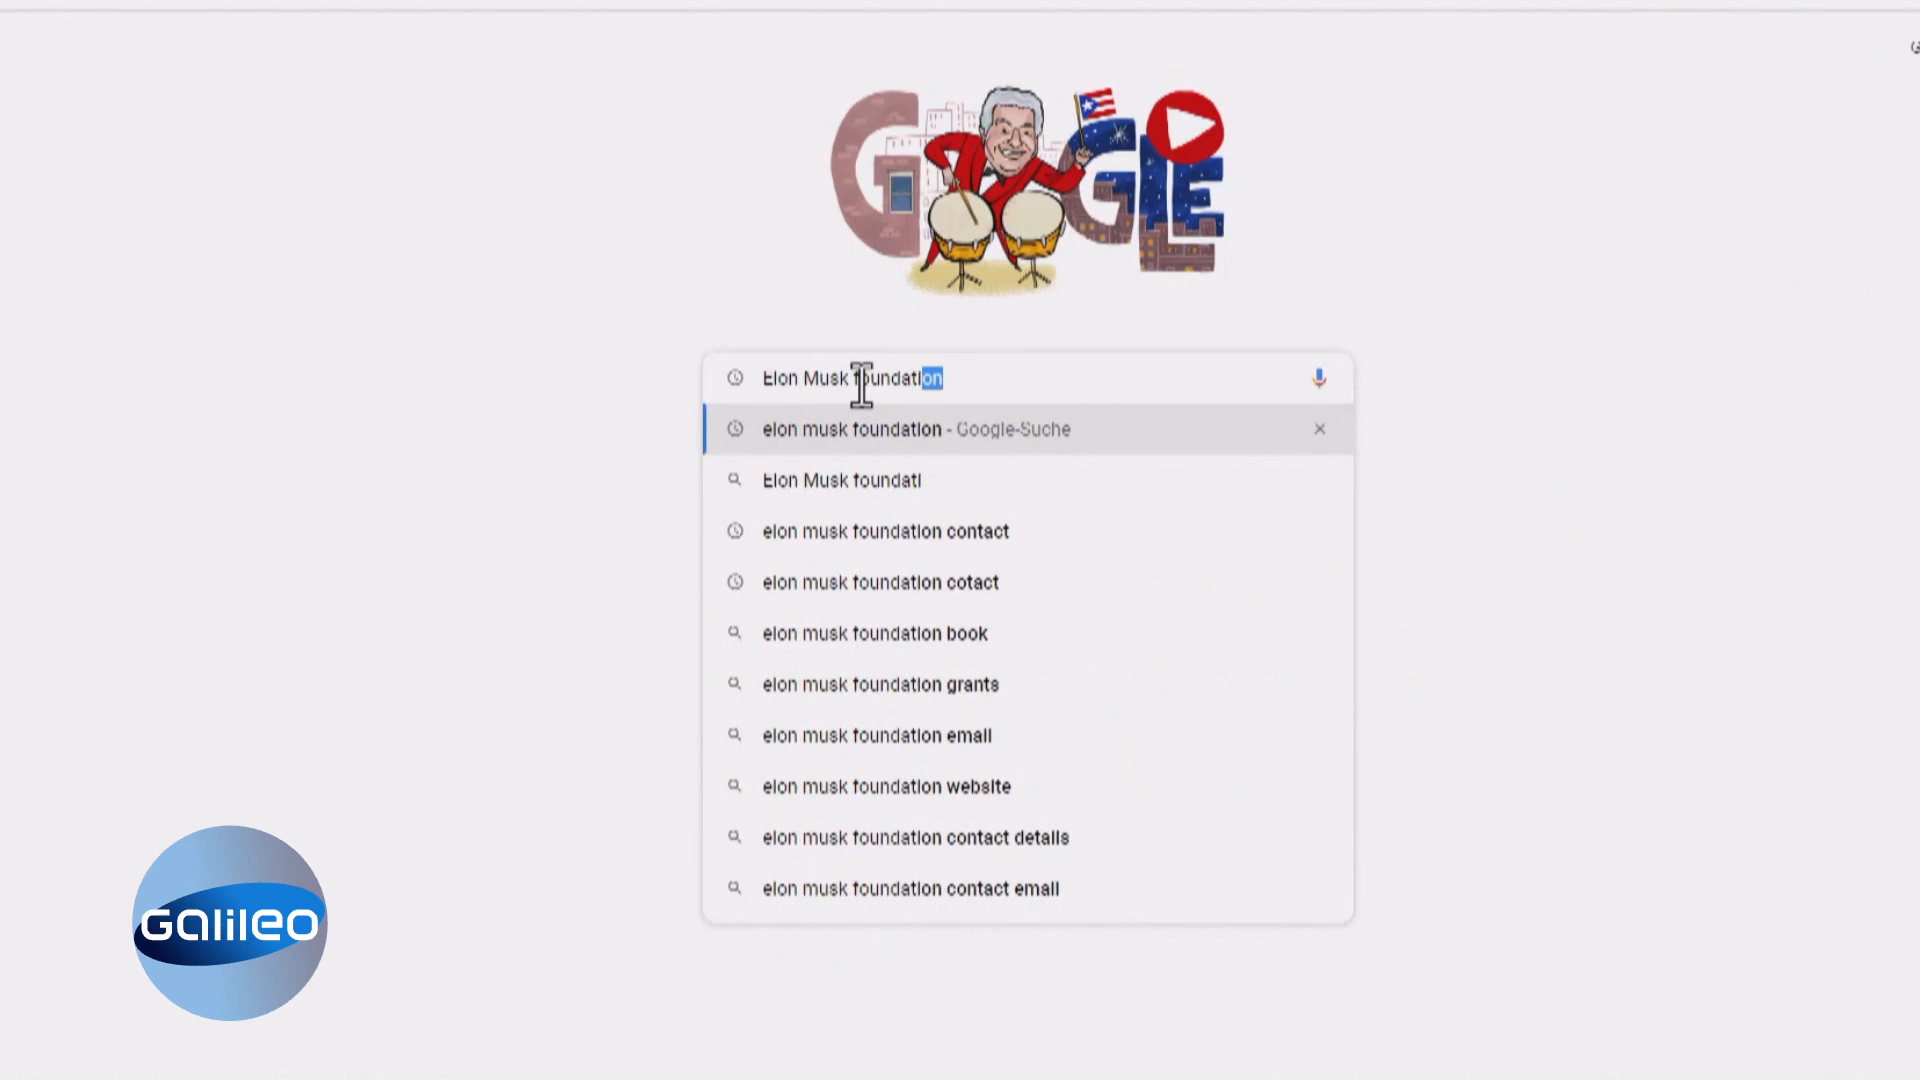 GOOGLE
Elon Musk foundation
elon musk foundation - Google-Suche
Elon Musk foundati
elon musk foundation contact
elon musk foundation cotact
elon musk foundation book
elon musk foundation grants
elon musk foundation email
elon musk foundation website
elon musk foundation contact details
elon musk foundation contact email
Galileo